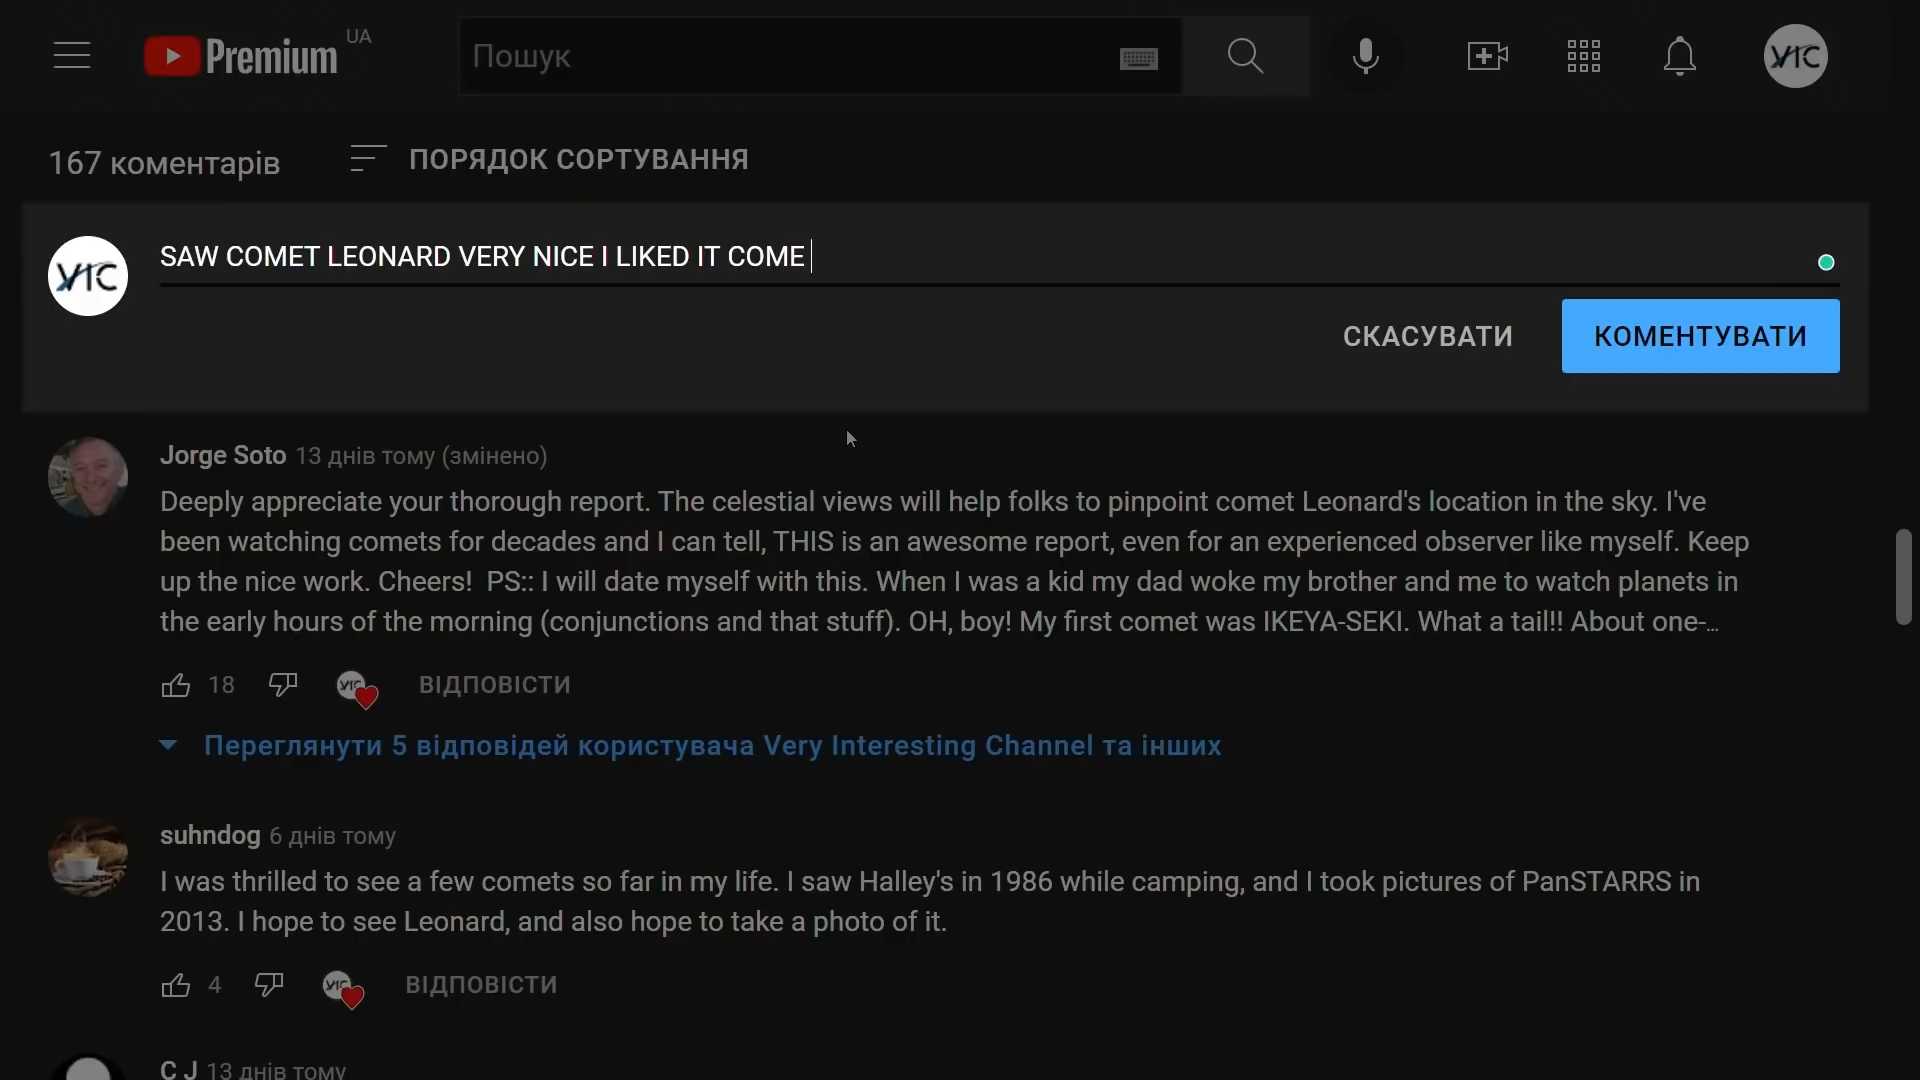 Premium UA
Пошук
VIC
167 коментарів
ПОРЯДОК СОРТУВАННЯ
VIC
SAW COMET LEONARD VERY NICE I LIKED IT COME
СКАСУВАТИ
КОМЕНТУВАТИ
Jorge Soto 13 днів тому (змінено)
Deeply appreciate your thorough report. The celestial views will help folks to pinpoint comet Leonard's location in the sky. I've
been watching comets for decades and I can tell, THIS is an awesome report, even for an experienced observer like myself. Keep
up the nice work. Cheers!  PS:: I will date myself with this. When I was a kid my dad woke my brother and me to watch planets in
the early hours of the morning (conjunctions and that stuff). OH, boy! My first comet was IKEYA-SEKI. What a tail!! About one-...
18
VIC
ВІДПОВІСТИ
Переглянути 5 відповідей користувача Very Interesting Channel та інших
suhndog 6 днів тому
I was thrilled to see a few comets so far in my life. I saw Halley's in 1986 while camping, and I took pictures of PanSTARRS in
2013. I hope to see Leonard, and also hope to take a photo of it.
4
VIC
ВІДПОВІСТИ
C J 13 днів тому